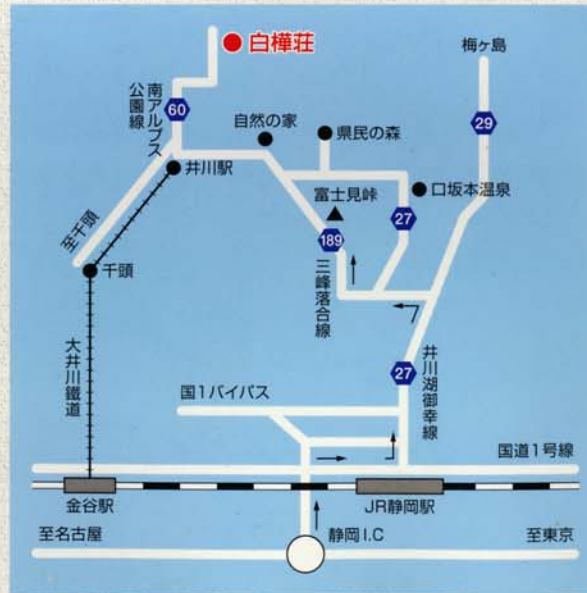 白樺荘
梅ヶ島
南アルプス
公園線
60
29
自然の家
県民の森
井川駅
口坂本温泉
富士見峠
27
至千頭
189
千頭
三峰落合線
大井川鐵道
井川湖御幸線
27
国1バイパス
国道1号線
金谷駅
JR静岡駅
至名古屋
静岡I.C
至東京